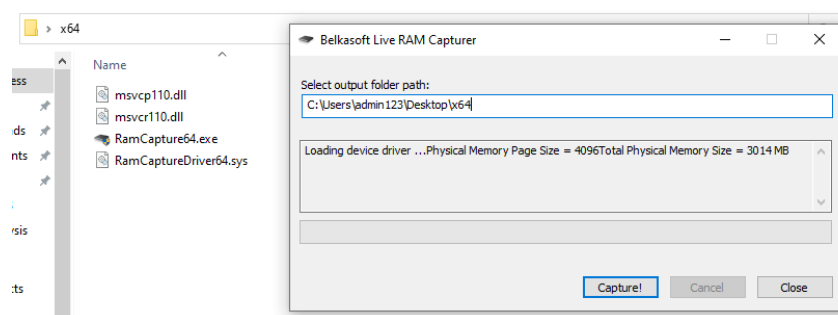 x64
Name
ess
msvcp110.dll
msvcr110.dll
ds
RamCapture64.exe
nts
RamCaptureDriver64.sys
ysis
:ts
Belkasoft Live RAM Capturer
Select output folder path:
C:\Users\admin123\Desktop\x64
Loading device driver ...Physical Memory Page Size = 4096Total Physical Memory Size = 3014 MB
Capture!
Cancel
Close